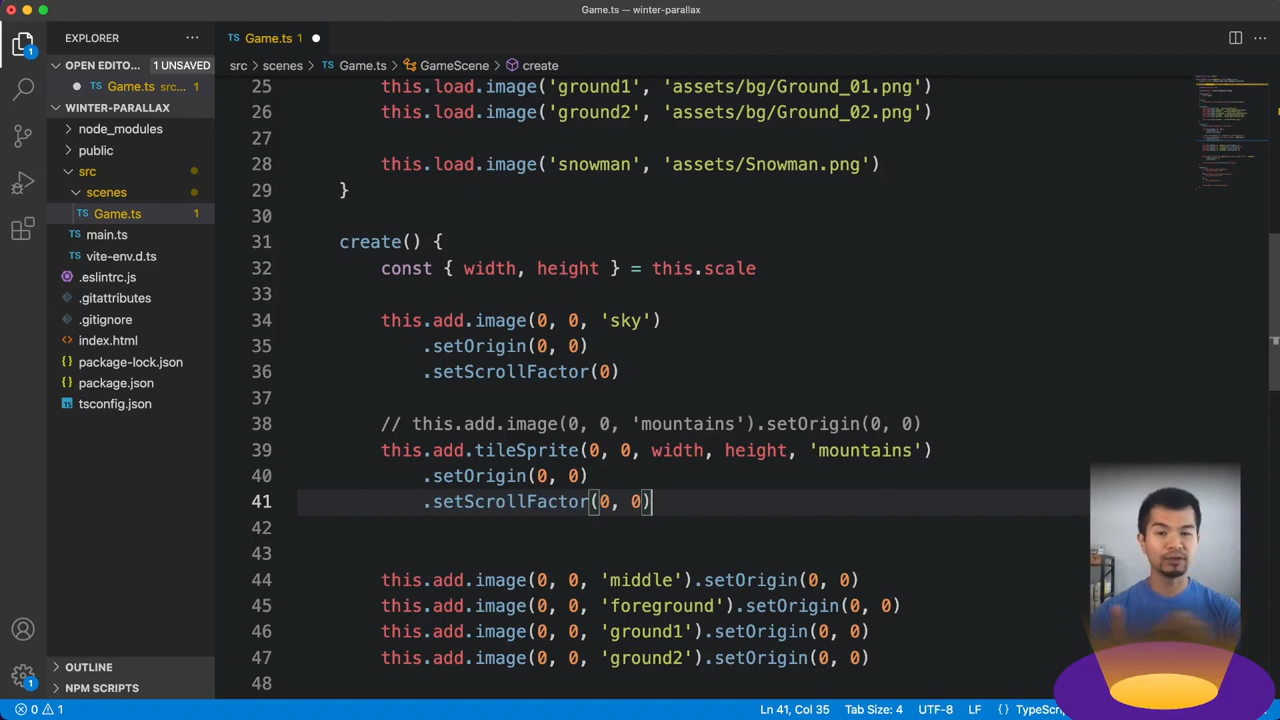 Game.ts — winter-parallax
EXPLORER
Game.ts 1
OPEN EDITO... 1 UNSAVED
Game.ts src... 1
WINTER-PARALLAX
node_modules
public
src
scenes
Game.ts 1
main.ts
vite-env.d.ts
.eslintrc.js
.gitattributes
.gitignore
index.html
package-lock.json
package.json
tsconfig.json
OUTLINE
NPM SCRIPTS
src › scenes › Game.ts › GameScene › create
25 this.load.image('ground1', 'assets/bg/Ground_01.png')
26 this.load.image('ground2', 'assets/bg/Ground_02.png')
27
28 this.load.image('snowman', 'assets/Snowman.png')
29 }
30
31 create() {
32 const { width, height } = this.scale
33
34 this.add.image(0, 0, 'sky')
35 .setOrigin(0, 0)
36 .setScrollFactor(0)
37
38 // this.add.image(0, 0, 'mountains').setOrigin(0, 0)
39 this.add.tileSprite(0, 0, width, height, 'mountains')
40 .setOrigin(0, 0)
41 .setScrollFactor(0, 0)
42
43
44 this.add.image(0, 0, 'middle').setOrigin(0, 0)
45 this.add.image(0, 0, 'foreground').setOrigin(0, 0)
46 this.add.image(0, 0, 'ground1').setOrigin(0, 0)
47 this.add.image(0, 0, 'ground2').setOrigin(0, 0)
48
1
1
0 1 Ln 41, Col 35 Tab Size: 4 UTF-8 LF {} TypeScri